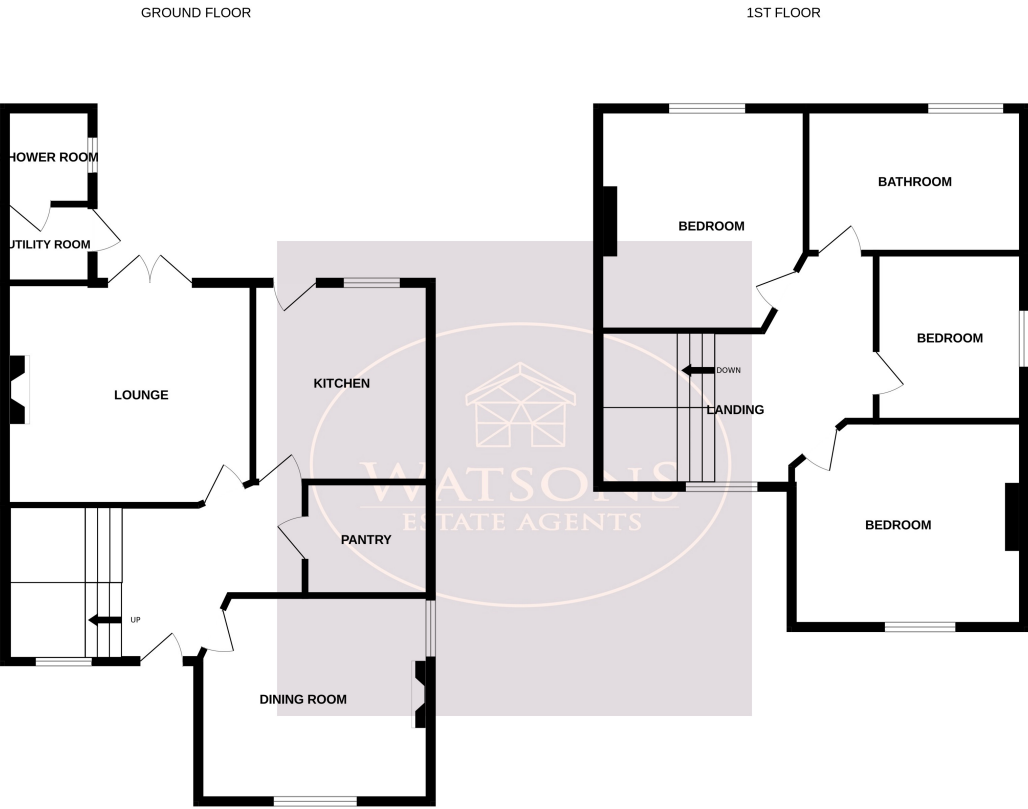 GROUND FLOOR
1ST FLOOR
HOWER ROOM
UTILITY ROOM
LOUNGE
KITCHEN
PANTRY
UP
DINING ROOM
BEDROOM
BATHROOM
BEDROOM
DOWN
LANDING
BEDROOM
WATSONS
ESTATE AGENTS